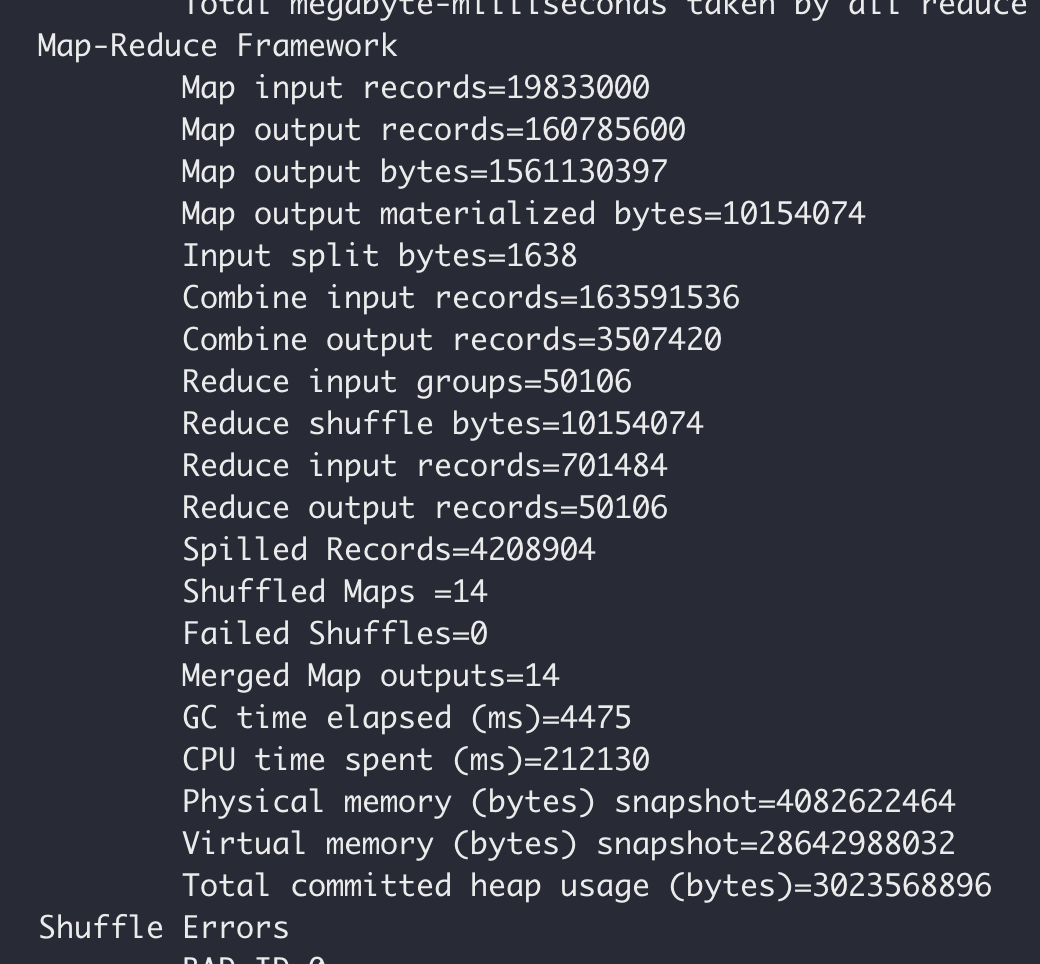 Total megabyte-milliseconds taken by all reduce
Map-Reduce Framework
Map input records=19833000
Map output records=160785600
Map output bytes=1561130397
Map output materialized bytes=10154074
Input split bytes=1638
Combine input records=163591536
Combine output records=3507420
Reduce input groups=50106
Reduce shuffle bytes=10154074
Reduce input records=701484
Reduce output records=50106
Spilled Records=4208904
Shuffled Maps =14
Failed Shuffles=0
Merged Map outputs=14
GC time elapsed (ms)=4475
CPU time spent (ms)=212130
Physical memory (bytes) snapshot=4082622464
Virtual memory (bytes) snapshot=28642988032
Total committed heap usage (bytes)=3023568896
Shuffle Errors
BAD_ID=0